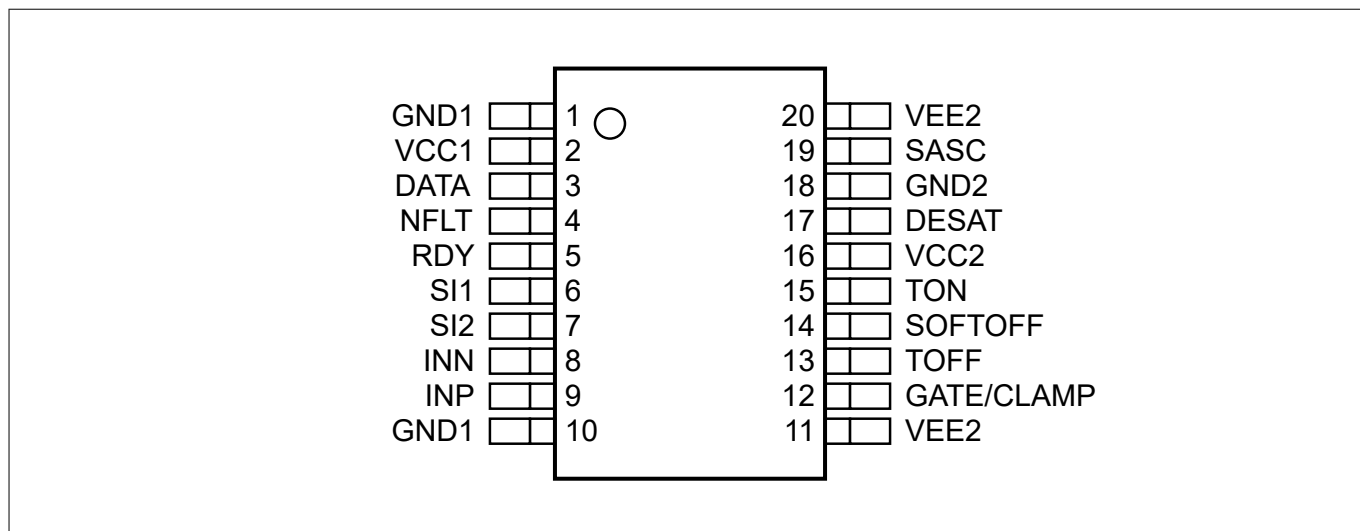 GND1 1 20 VEE2
VCC1 2 19 SASC
DATA 3 18 GND2
NFLT 4 17 DESAT
RDY 5 16 VCC2
SI1 6 15 TON
SI2 7 14 SOFTOFF
INN 8 13 TOFF
INP 9 12 GATE/CLAMP
GND1 10 11 VEE2